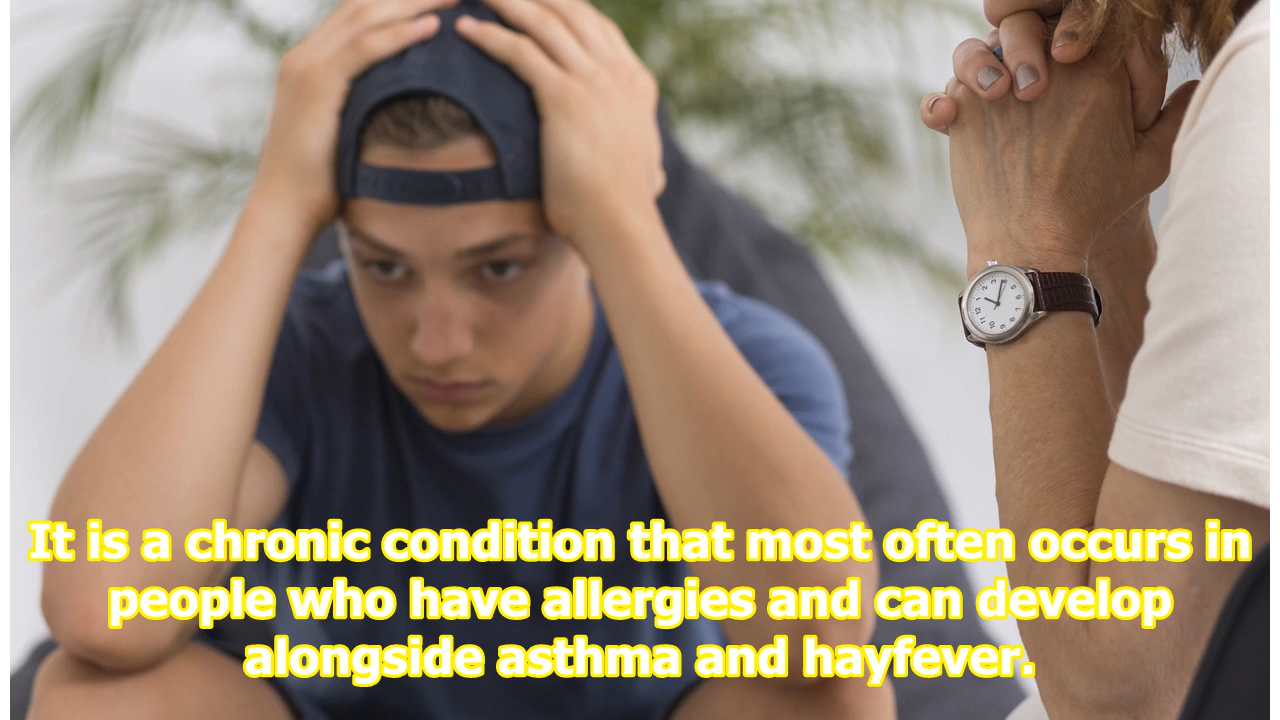 It is a chronic condition that most often occurs in
people who have allergies and can develop
alongside asthma and hayfever.